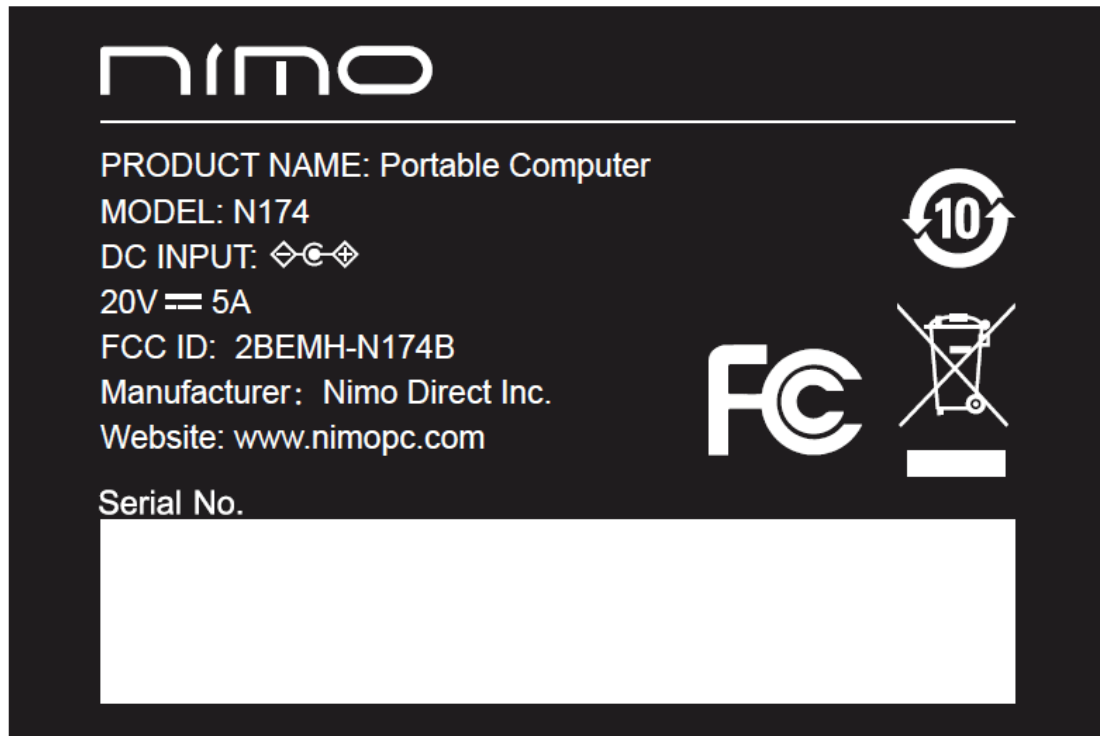 nimo
PRODUCT NAME: Portable Computer
MODEL: N174
DC INPUT:
20V ⎓ 5A
FCC ID: 2BEMH-N174B
Manufacturer： Nimo Direct Inc.
Website: www.nimopc.com
10
FC
Serial No.